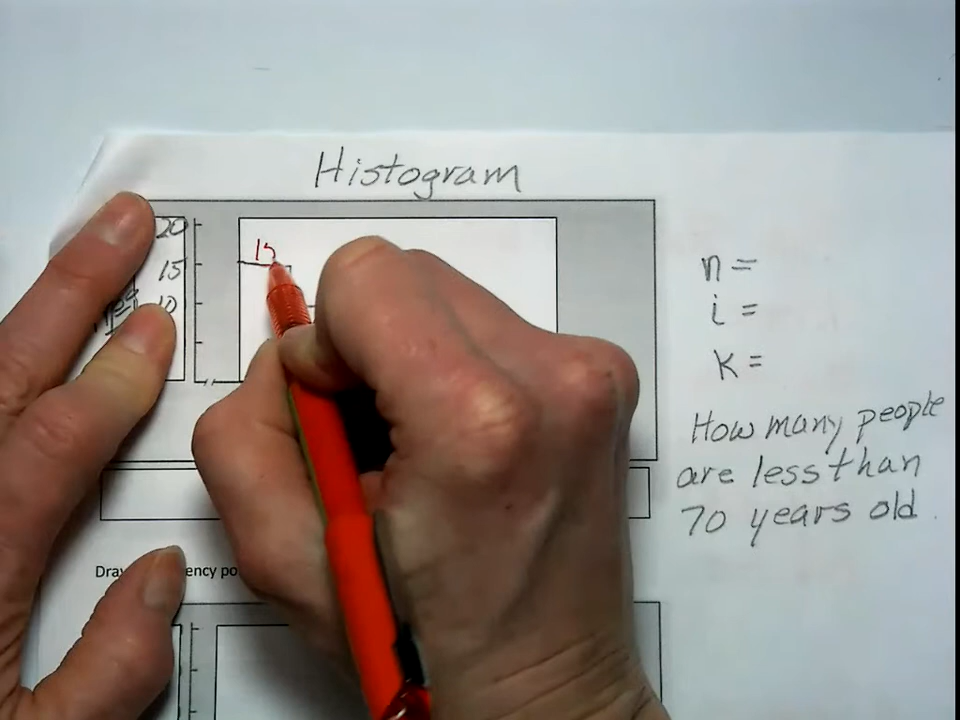 Histogram
20
15
15
10
n =
i =
k =
How many people
are less than
70 years old.